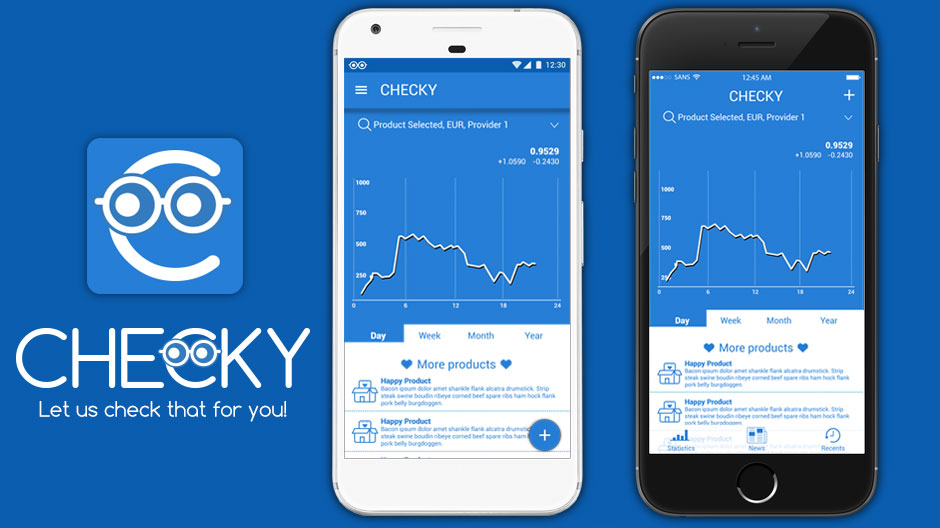 CHECKY
Let us check that for you!
12:30
CHECKY
Product Selected, EUR, Provider 1
0.9529
+1.0590 -0.2430
1000
750
500
250
0 6 12 18 24
Day Week Month Year
More products
Happy Product
Bacon ipsum dolor amet shankle flank alcatra drumstick. Strip
steak swine boudin ribeye corned beef spare ribs ham hock flank
pork belly burgdoggen.
Happy Product
Bacon ipsum dolor amet shankle flank alcatra drumstick. Strip
steak swine boudin ribeye corned beef spare ribs ham hock flank
pork belly burgdoggen.
SANS 12:45 AM
CHECKY
Product Selected, EUR, Provider 1
0.9529
+1.0590 -0.2430
1000
750
500
25
0 6 12 18 24
Day Week Month Year
More products
Happy Product
Bacon ipsum dolor amet shankle flank alcatra drumstick. Strip
steak swine boudin ribeye corned beef spare ribs ham hock flank
pork belly burgdoggen.
Happy Product
Bacon ipsum dolor amet shankle flank alcatra drumstick. Strip
steak swine boudin ribeye corned beef spare ribs ham hock flank
pork belly burgdoggen.
Statistics News Recents